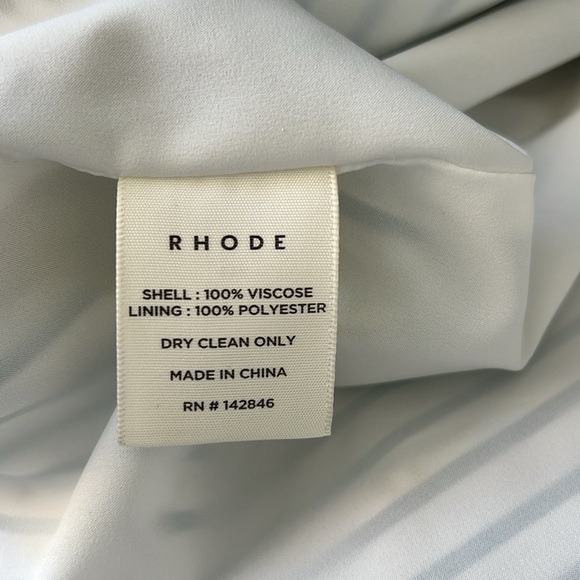 RHODE
SHELL : 100% VISCOSE
LINING : 100% POLYESTER
DRY CLEAN ONLY
MADE IN CHINA
RN # 142846